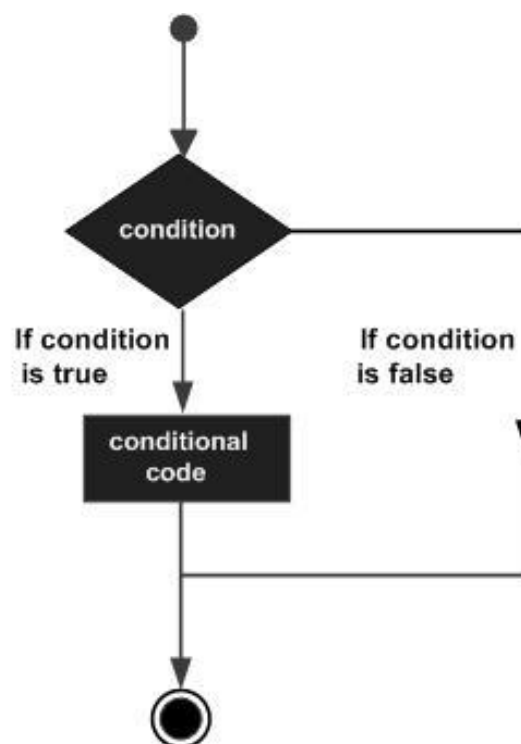 condition
If condition
is true
If condition
is false
conditional
code